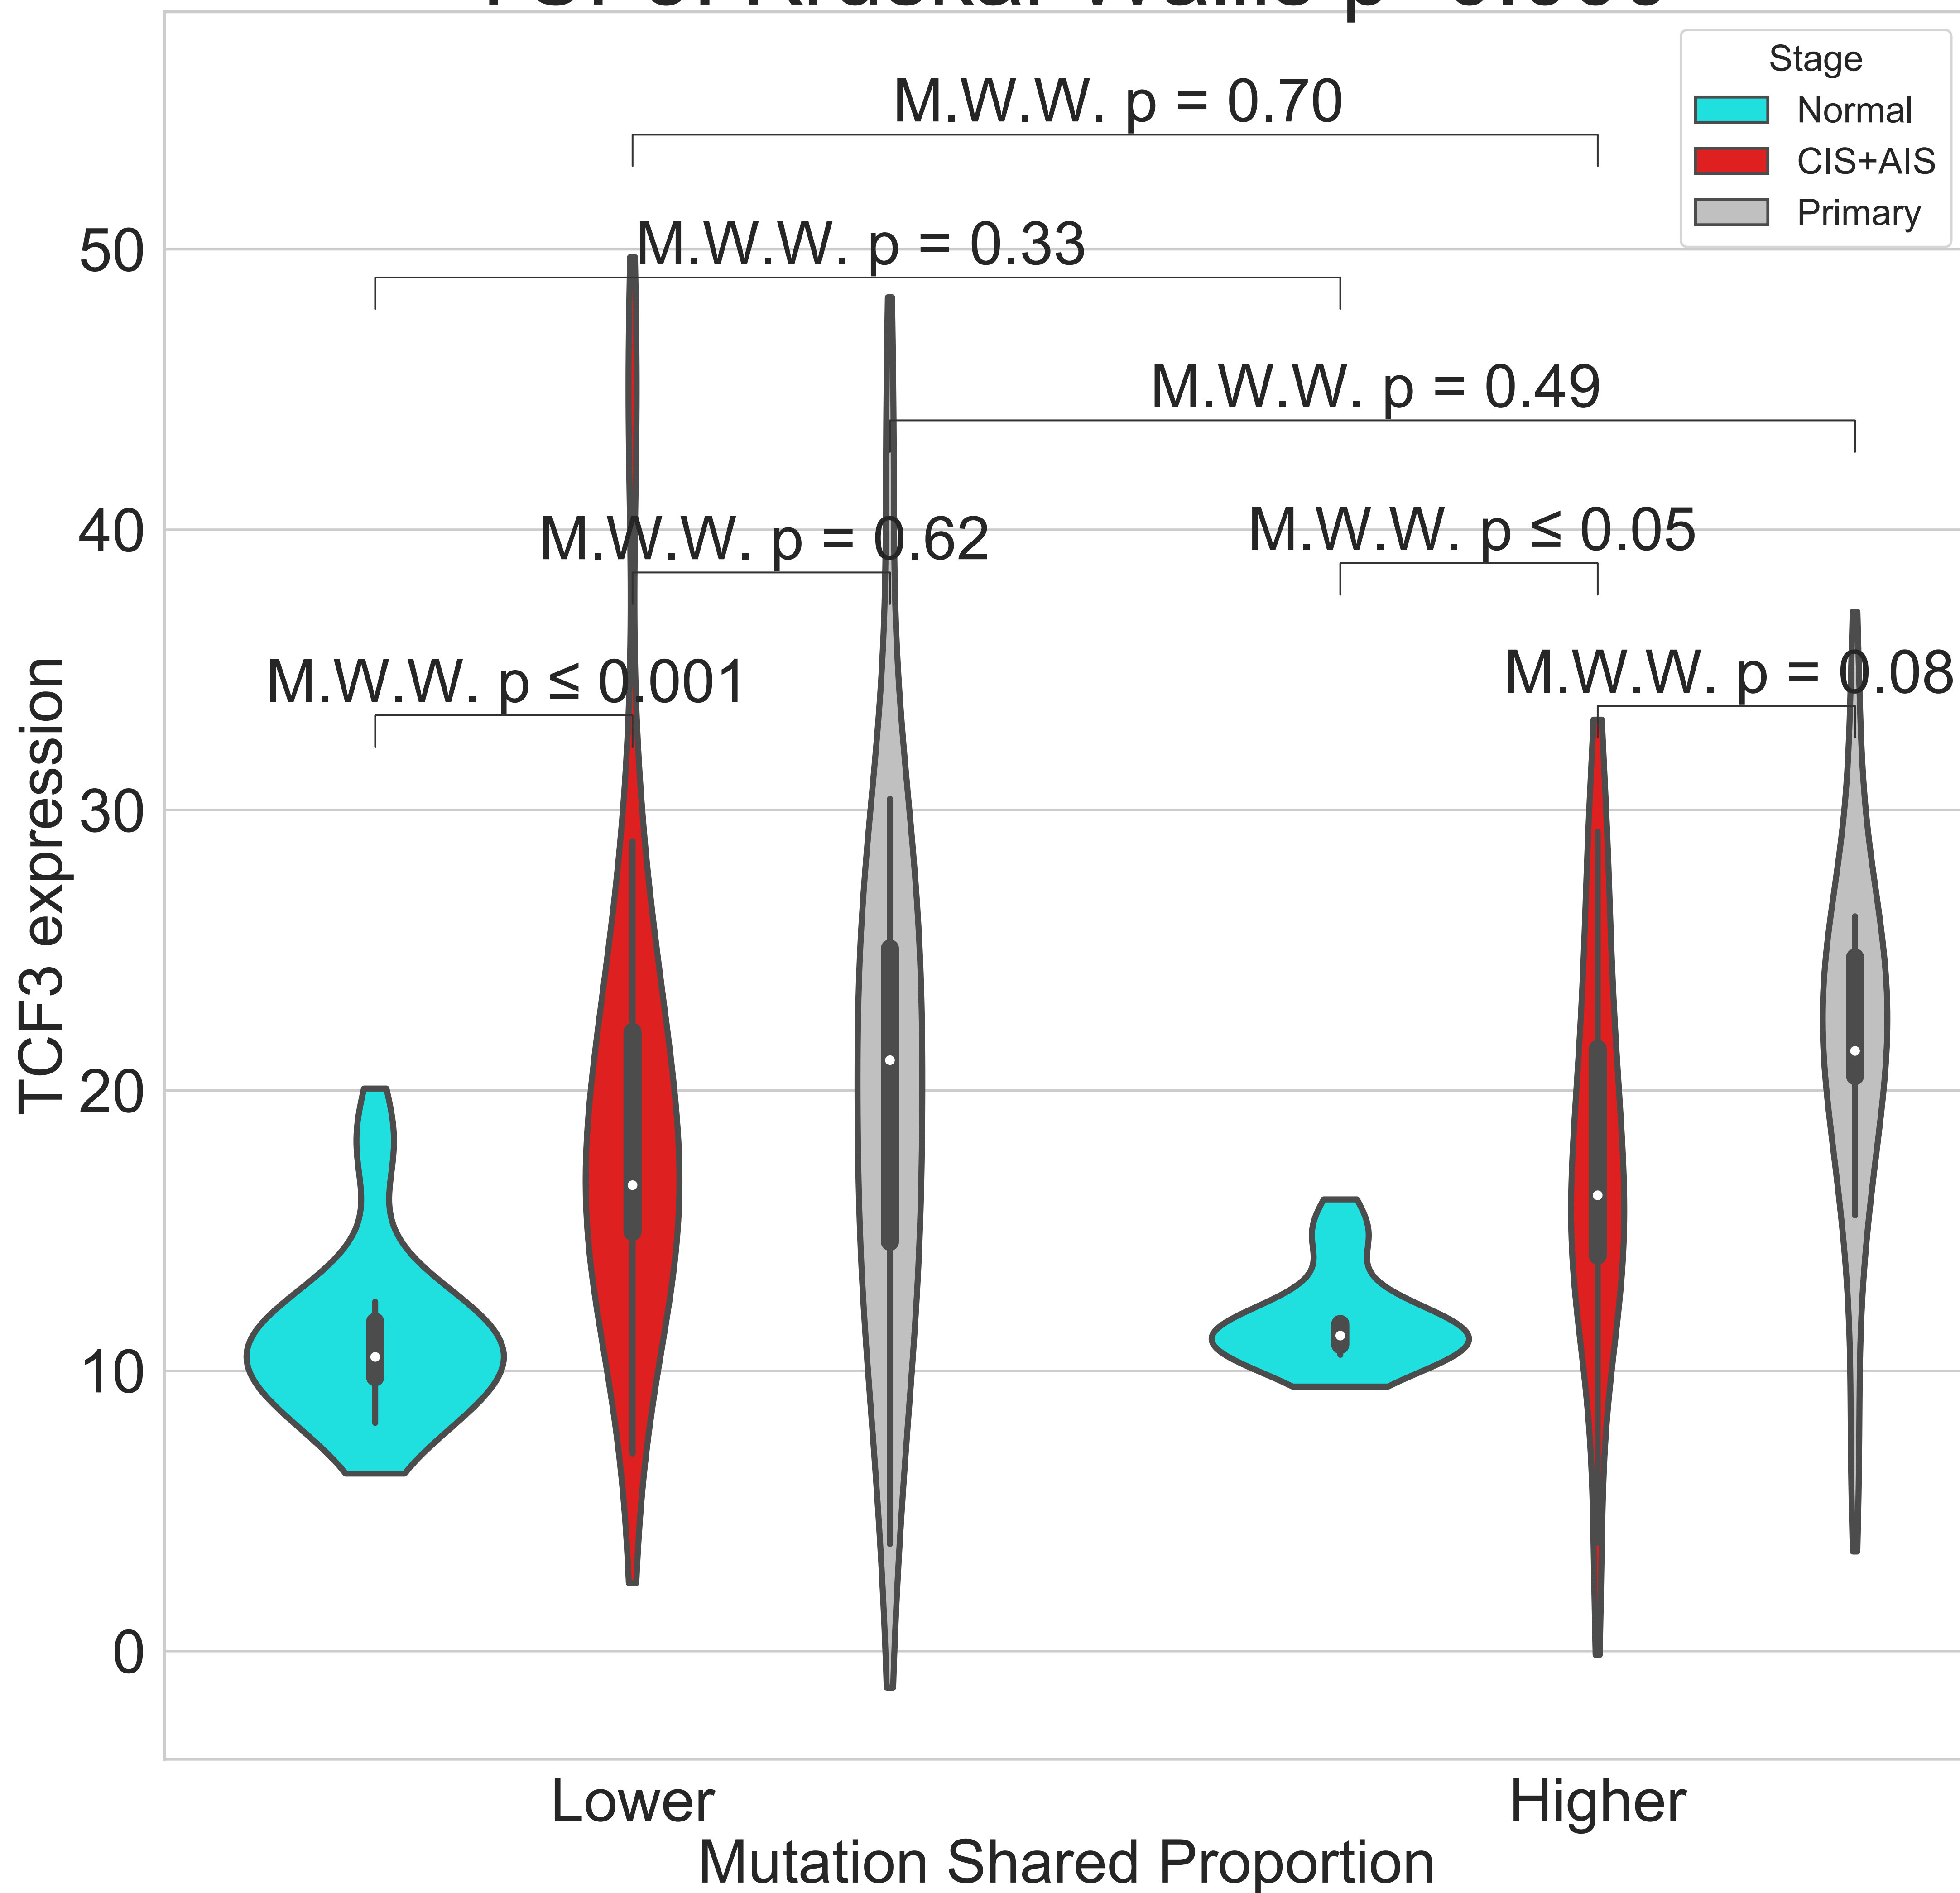 Stage
Normal
CIS+AIS
Primary
M.W.W. p = 0.70
M.W.W. p = 0.33
M.W.W. p = 0.49
M.W.W. p = 0.62
M.W.W. p ≤ 0.05
M.W.W. p ≤ 0.001
M.W.W. p = 0.08
50
40
30
20
10
0
TCF3 expression
Lower
Higher
Mutation Shared Proportion